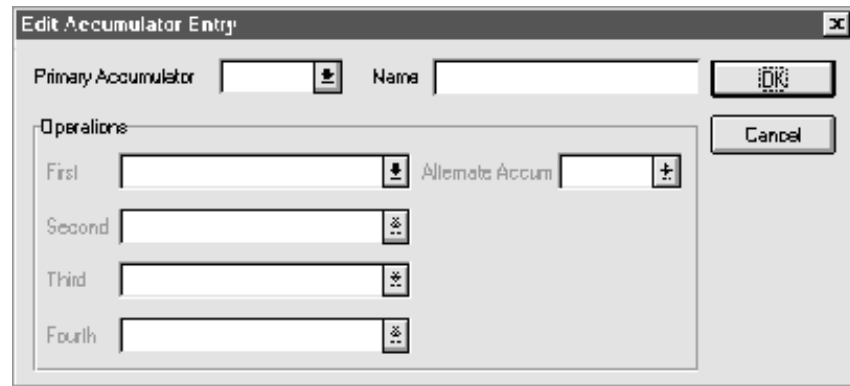 Edit Accumulator Entry
Primary Accumulator Name OK
Operations Cancel
First Alternate Accum
Second
Third
Fourth